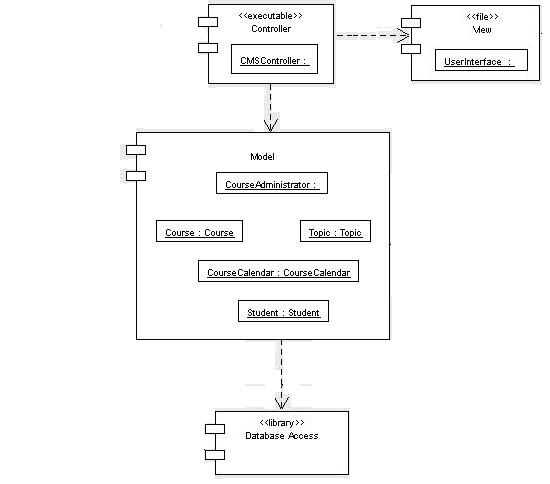 <<executable>>
Controller
CMSController :
<<file>>
View
UserInterface :
Model
CourseAdministrator :
Course : Course
Topic : Topic
CourseCalendar : CourseCalendar
Student : Student
<<library>>
Database Access